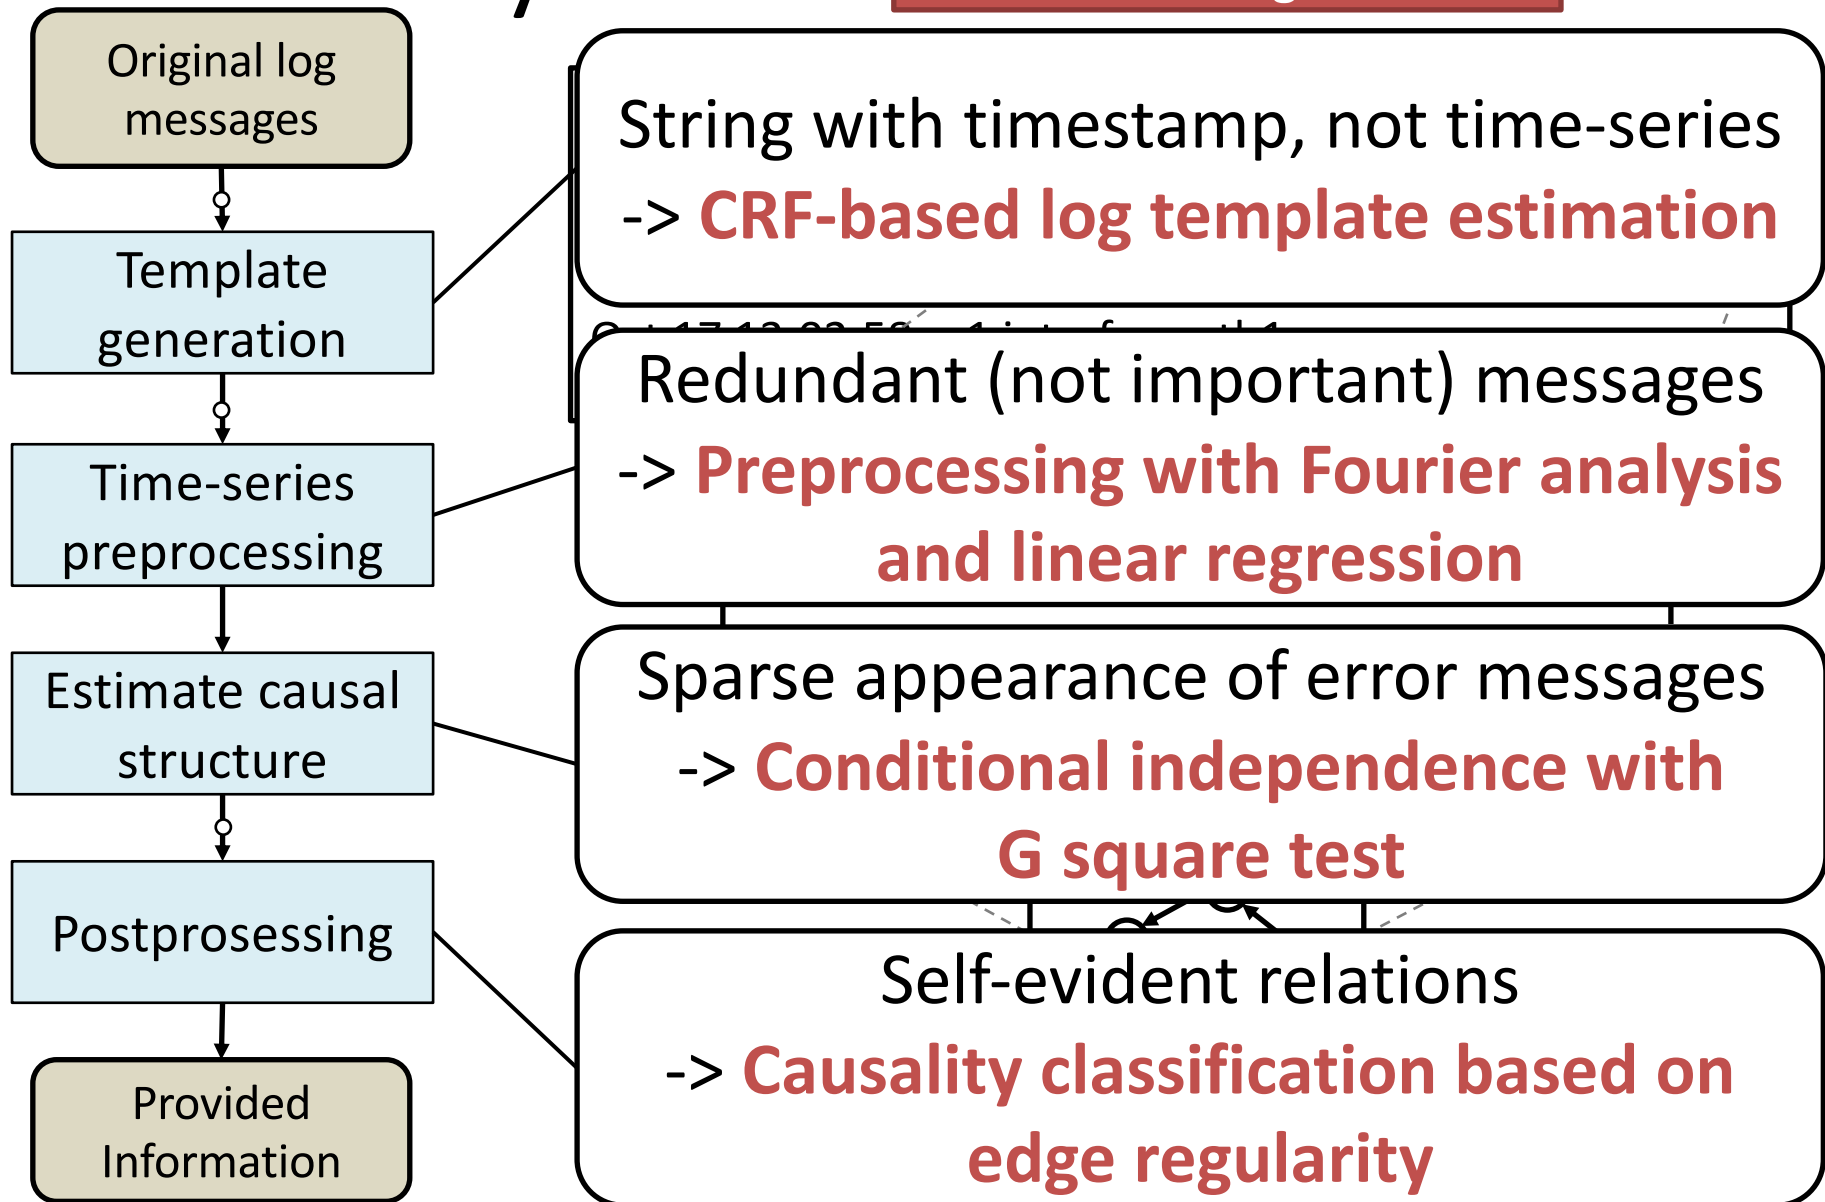 Original log
messages
Template
generation
Time-series
preprocessing
Estimate causal
structure
Postprosessing
Provided
Information
String with timestamp, not time-series
-> CRF-based log template estimation
Redundant (not important) messages
-> Preprocessing with Fourier analysis
and linear regression
Sparse appearance of error messages
-> Conditional independence with
G square test
Self-evident relations
-> Causality classification based on
edge regularity